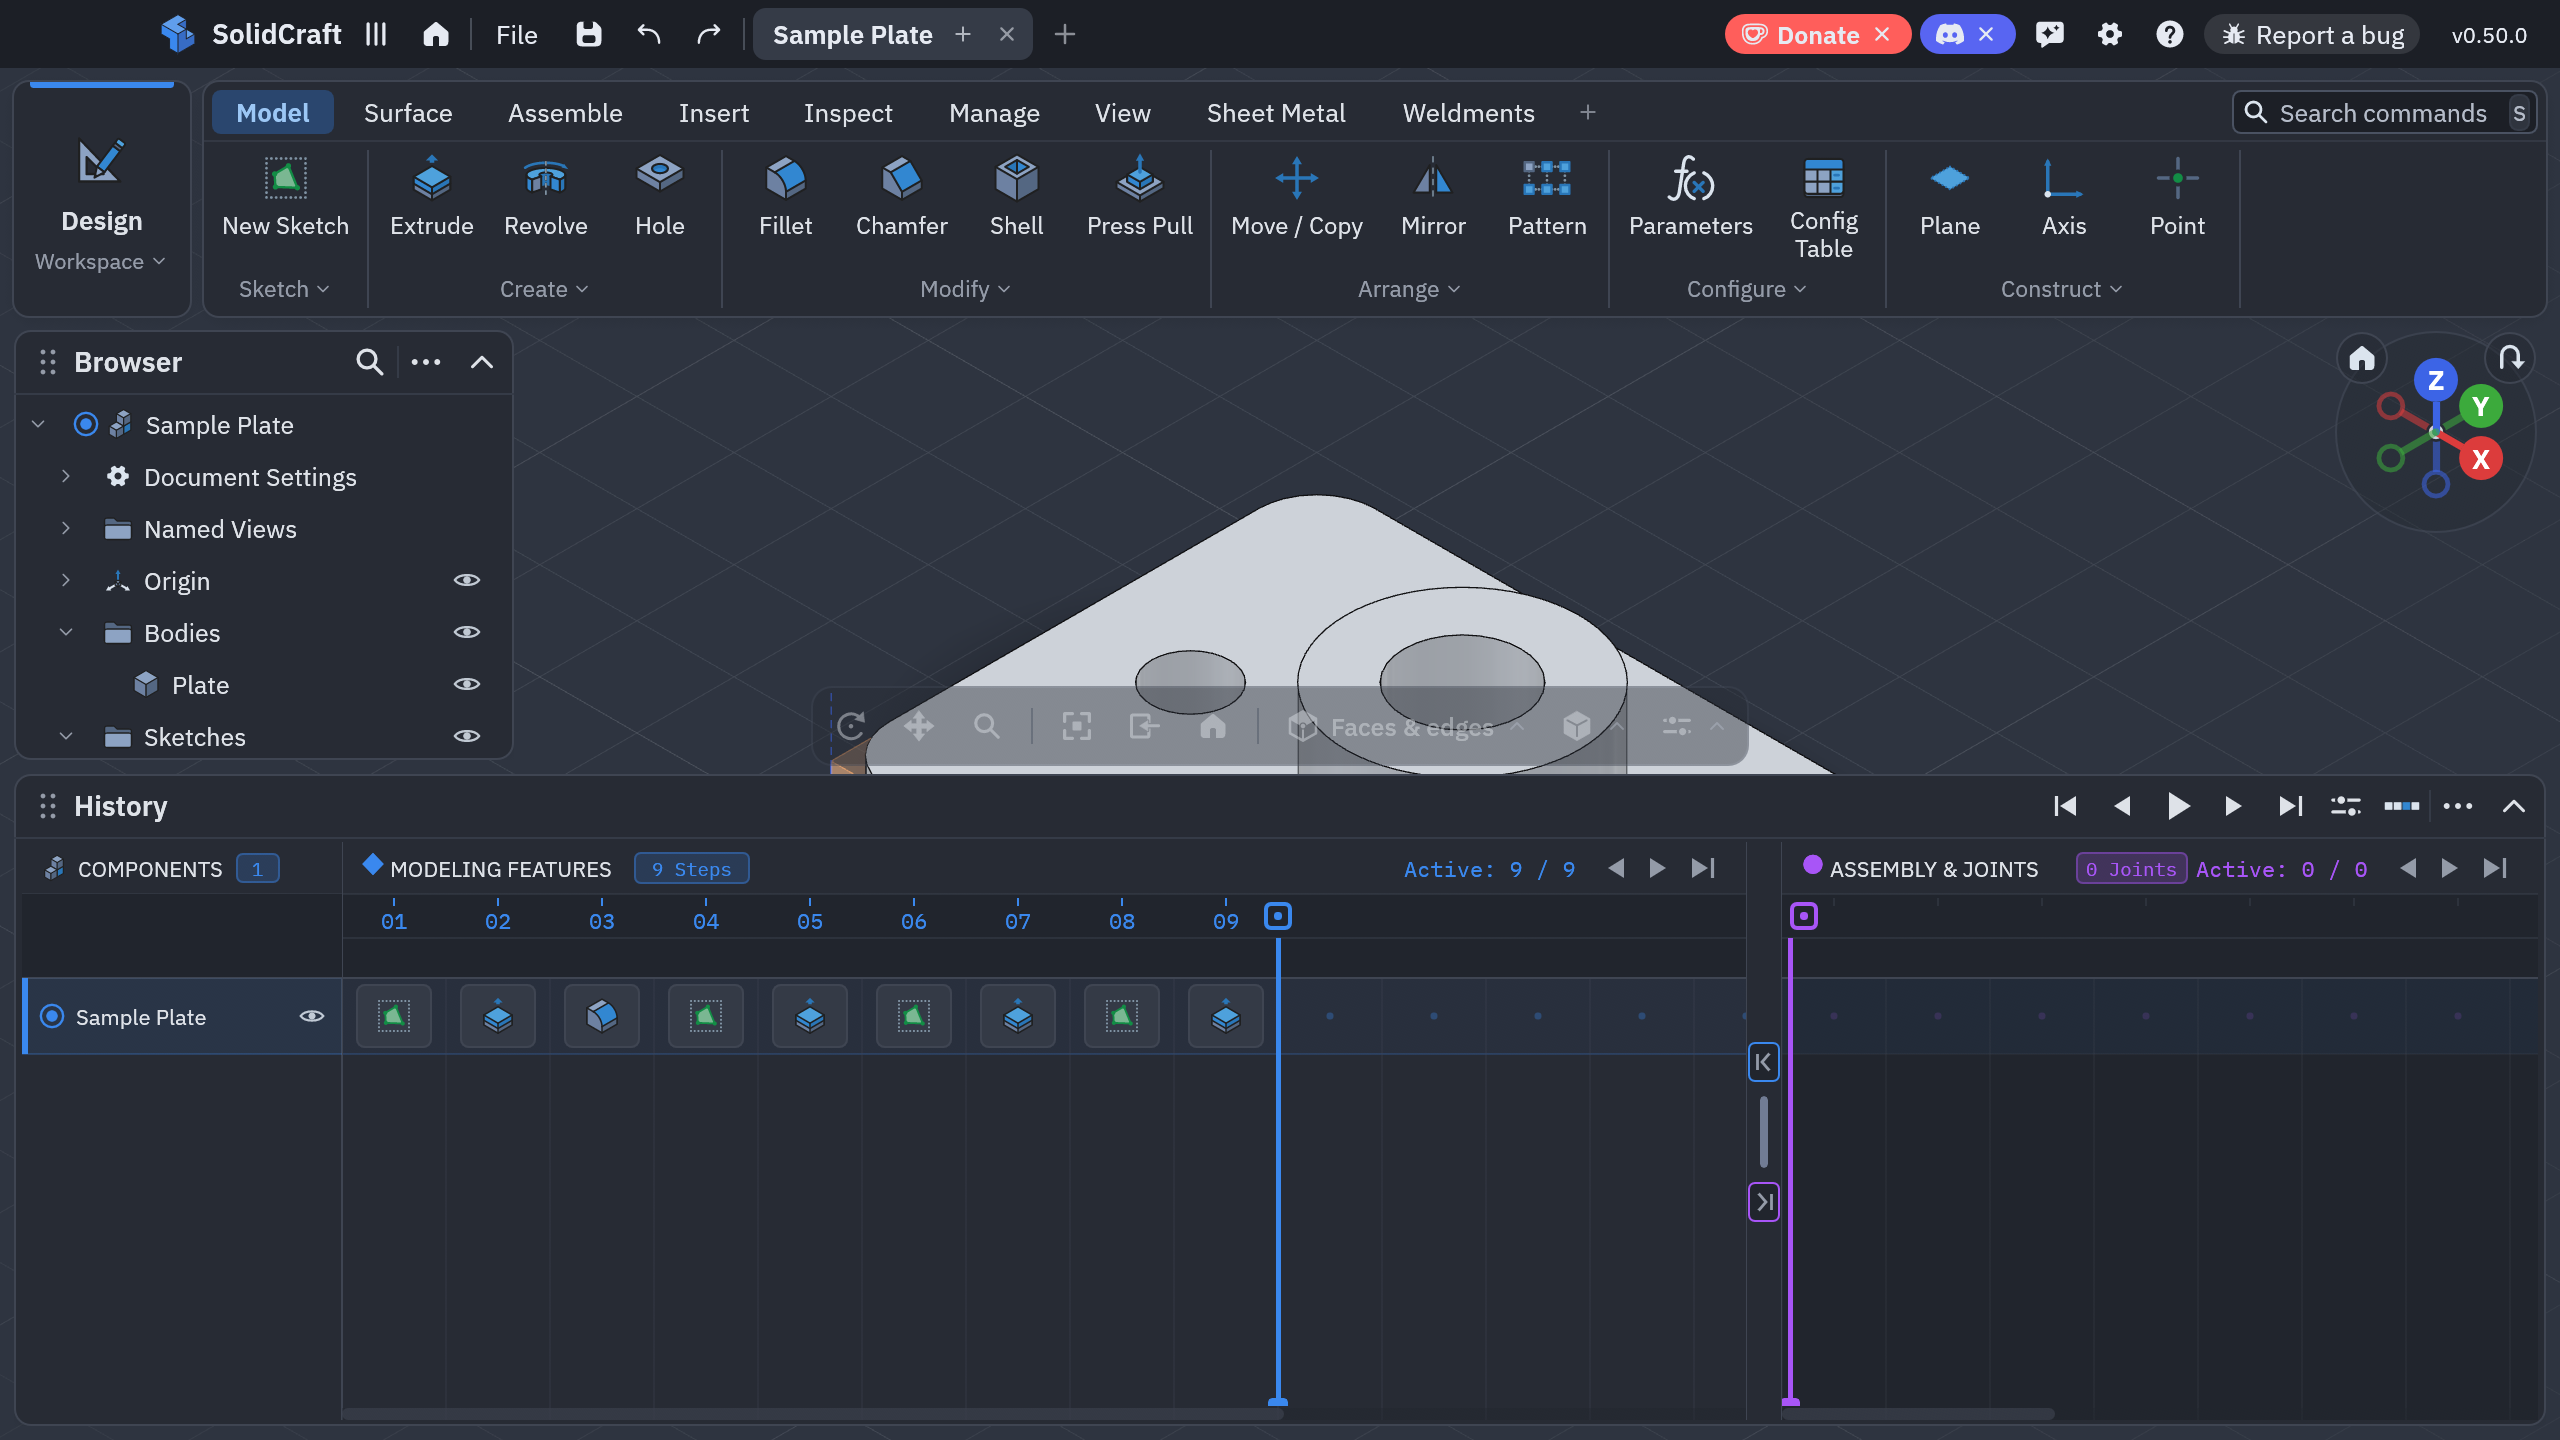 SolidCraft
File
Sample Plate
Donate
Report a bug
v0.50.0
Design
Workspace
Model
Surface
Assemble
Insert
Inspect
Manage
View
Sheet Metal
Weldments
Search commands
S
New Sketch
Extrude
Revolve
Hole
Fillet
Chamfer
Shell
Press Pull
Move / Copy
Mirror
Pattern
Parameters
Config
Table
Plane
Axis
Point
Sketch
Create
Modify
Arrange
Configure
Construct
Browser
Sample Plate
Document Settings
Named Views
Origin
Bodies
Plate
Sketches
Z
Y
X
Faces & edges
History
COMPONENTS
1
MODELING FEATURES
9 Steps
Active: 9 / 9
ASSEMBLY & JOINTS
0 Joints
Active: 0 / 0
01
02
03
04
05
06
07
08
09
Sample Plate